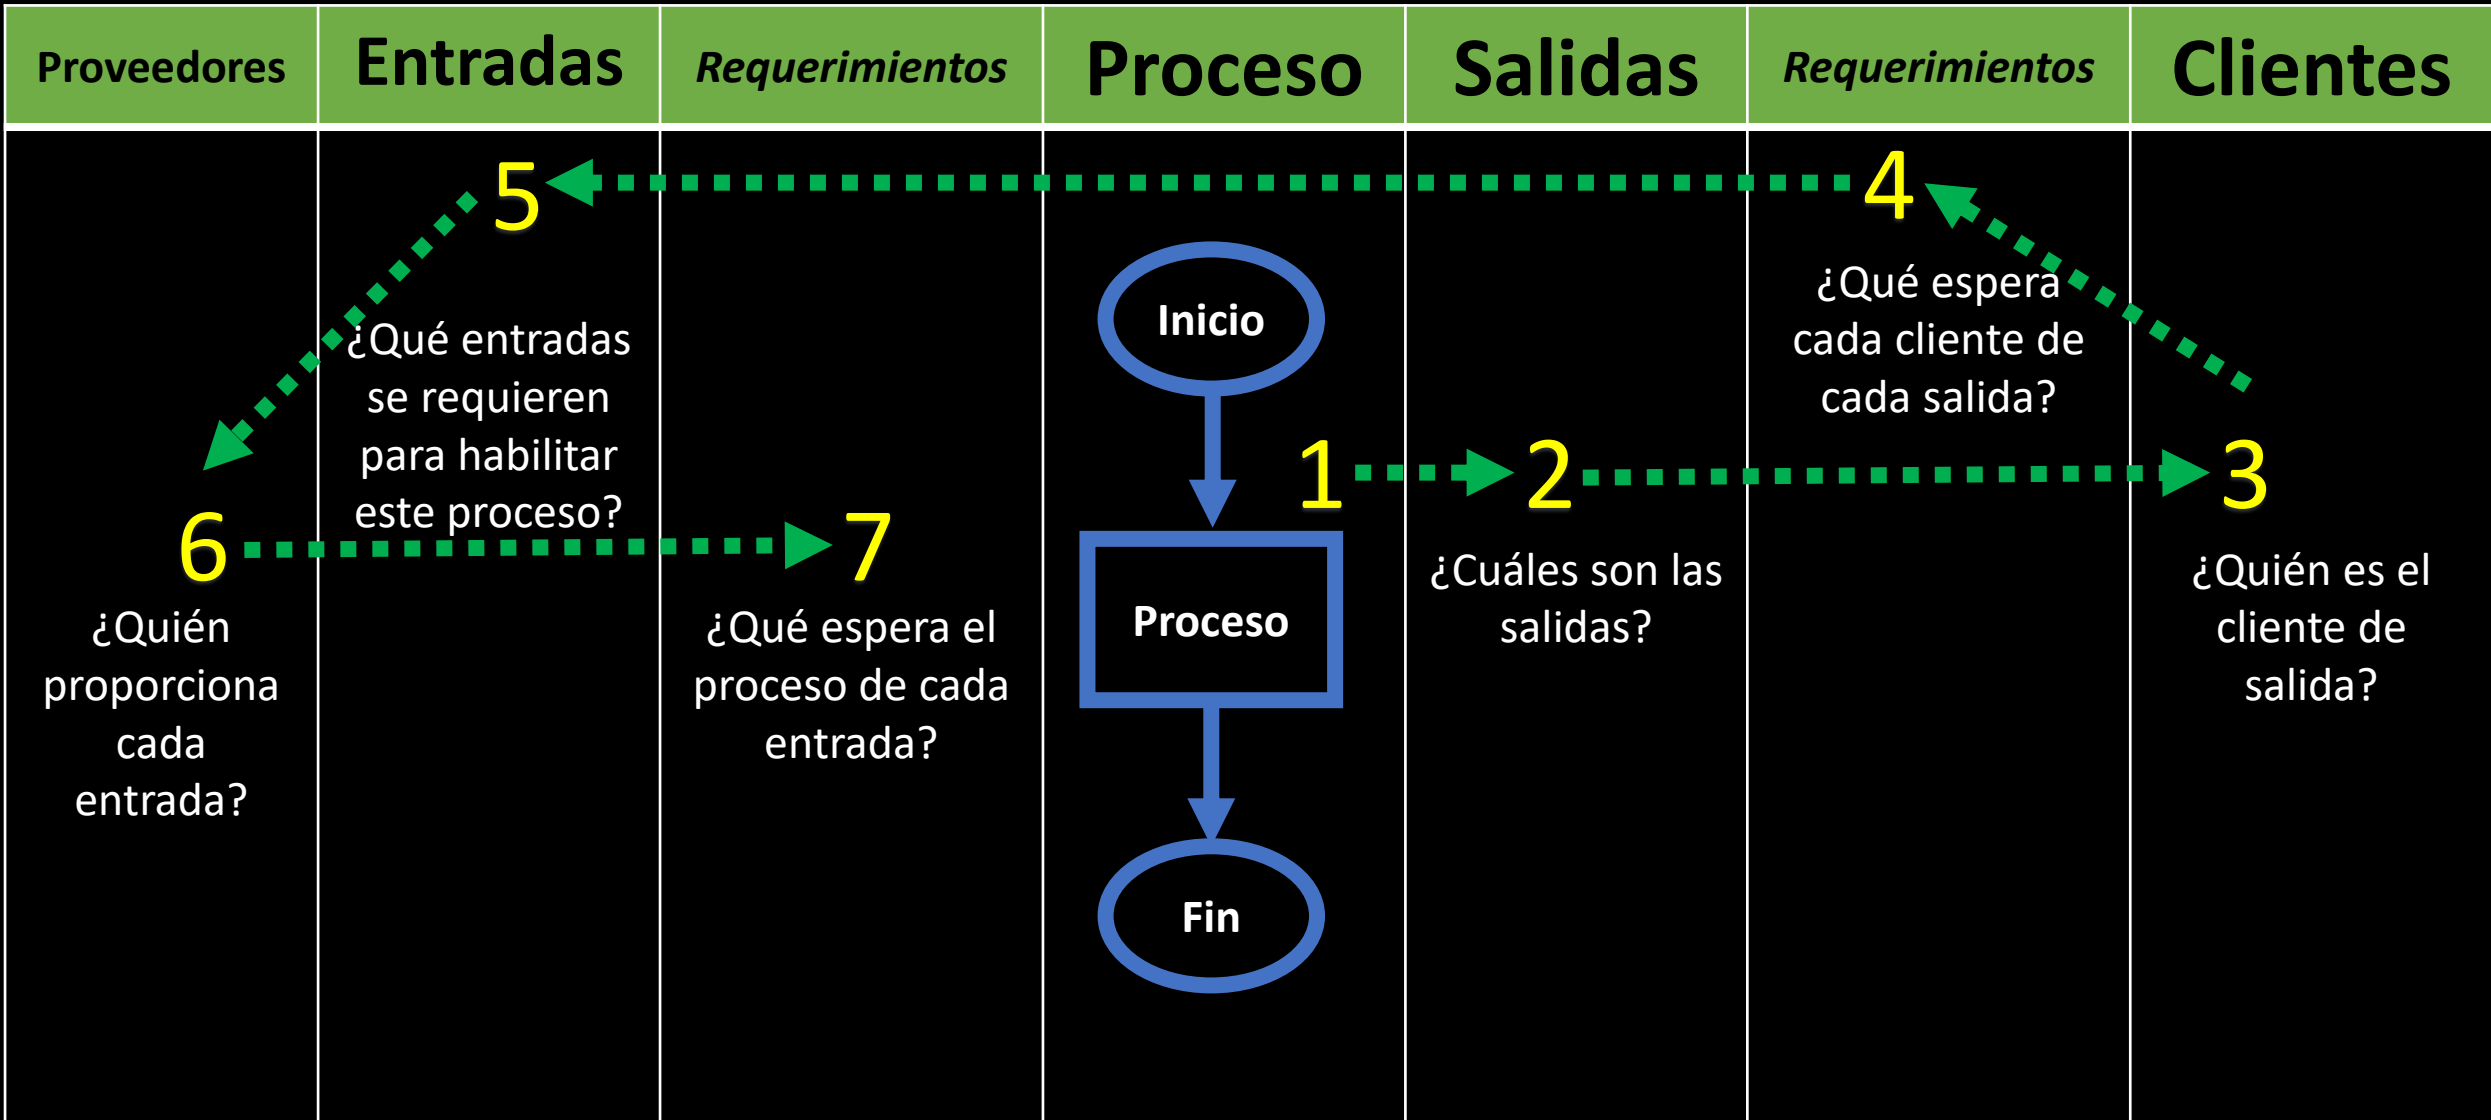 Proveedores
Entradas
Requerimientos
Proceso
Salidas
Requerimientos
Clientes
6
¿Quién
proporciona
cada
entrada?
5
¿Qué entradas
se requieren
para habilitar
este proceso?
7
¿Qué espera el
proceso de cada
entrada?
Inicio
1
Proceso
Fin
2
¿Cuáles son las
salidas?
4
¿Qué espera
cada cliente de
cada salida?
3
¿Quién es el
cliente de
salida?